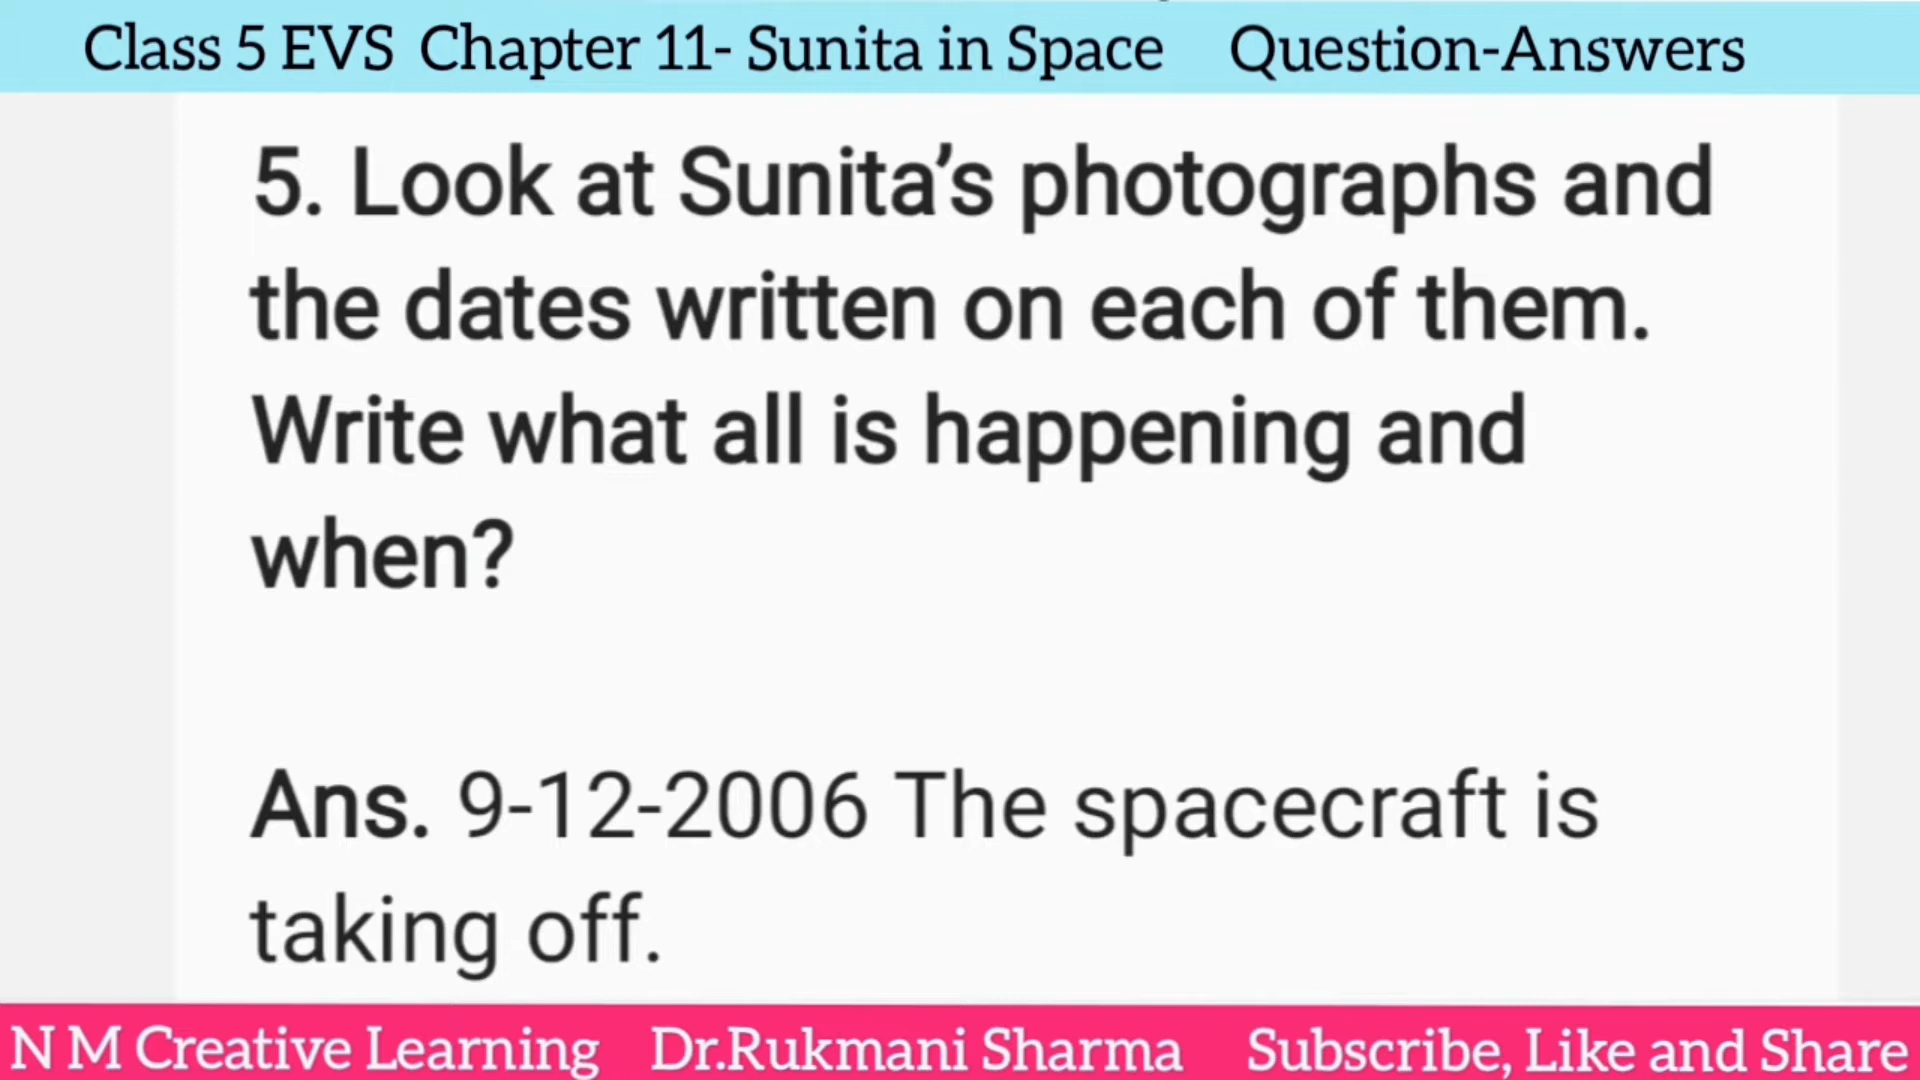 Class 5 EVS Chapter 11- Sunita in Space Question-Answers
5. Look at Sunita’s photographs and
the dates written on each of them.
Write what all is happening and
when?
Ans. 9-12-2006 The spacecraft is
taking off.
N M Creative Learning Dr.Rukmani Sharma Subscribe, Like and Share